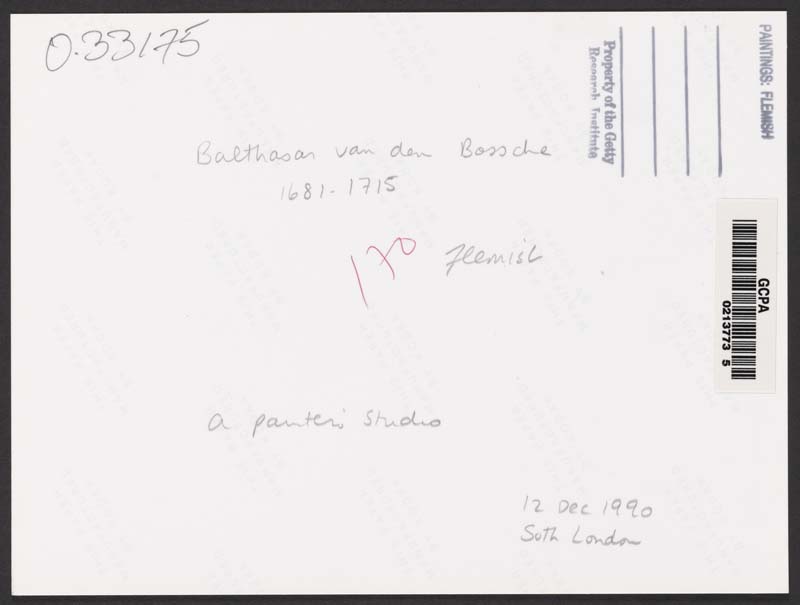 0.33175
PAINTINGS: FLEMISH
Property of the Getty
Research Institute
Balthasar van den Bossche
1681-1715
170
Flemish
GCPA
0213773 5
a painter's studio
12 Dec 1990
Soth London